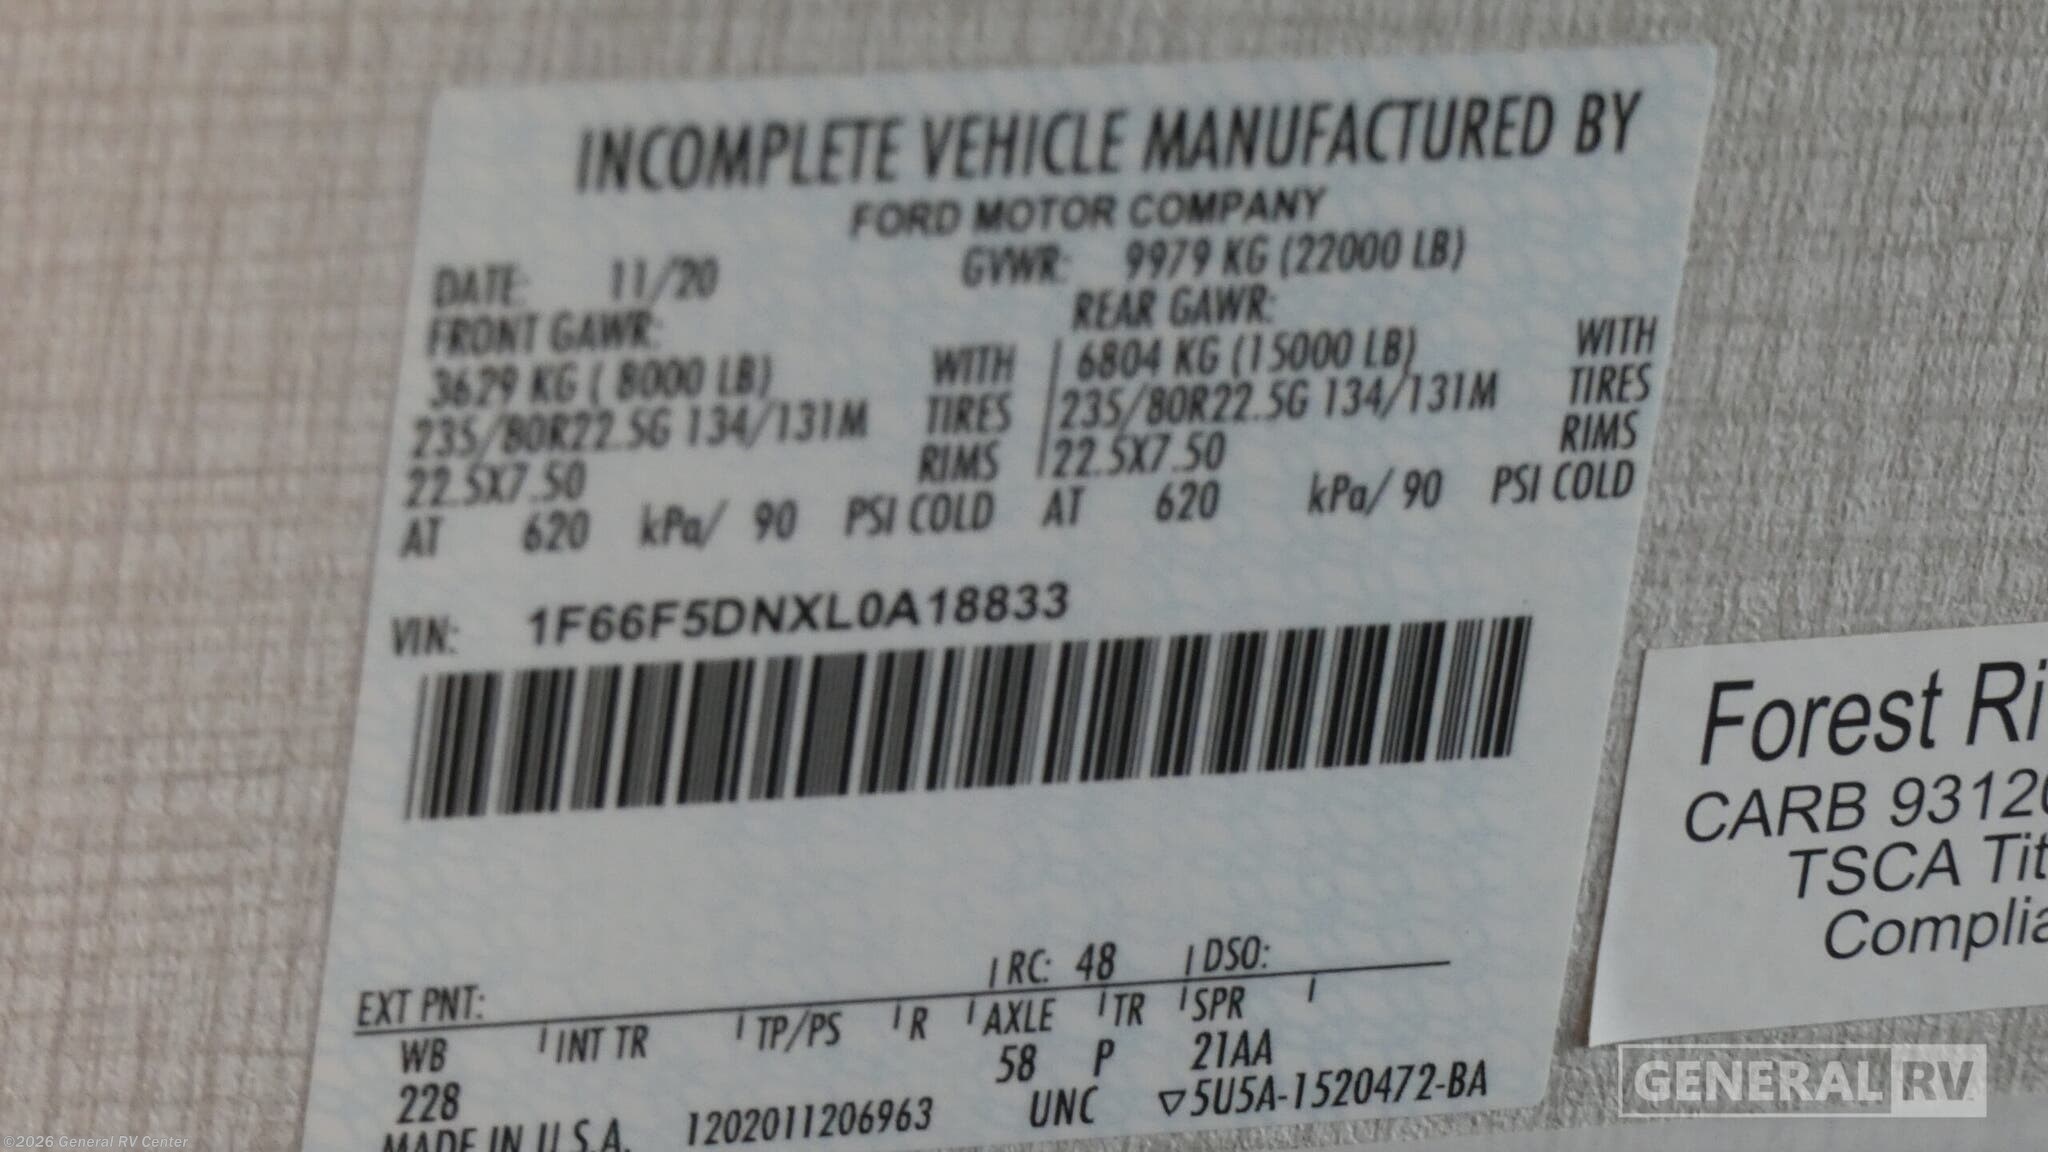 INCOMPLETE VEHICLE MANUFACTURED BY
FORD MOTOR COMPANY
DATE: 11/20 GVWR: 9979 KG (22000 LB)
FRONT GAWR: REAR GAWR:
3629 KG ( 8000 LB) WITH 6804 KG (15000 LB) WITH
235/80R22.5G 134/131M TIRES 235/80R22.5G 134/131M TIRES
22.5X7.50 RIMS 22.5X7.50 RIMS
AT 620 kPa/ 90 PSI COLD AT 620 kPa/ 90 PSI COLD
VIN: 1F66F5DNXL0A18833
EXT PNT: RC: 48 DSO:
WB INT TR TP/PS R AXLE TR SPR
228 58 P 21AA
MADE IN U.S.A. 1202011206963 UNC ▽5U5A-1520472-BA
Forest Ri
CARB 93120
TSCA Tit
Complia
GENERAL RV
©2026 General RV Center